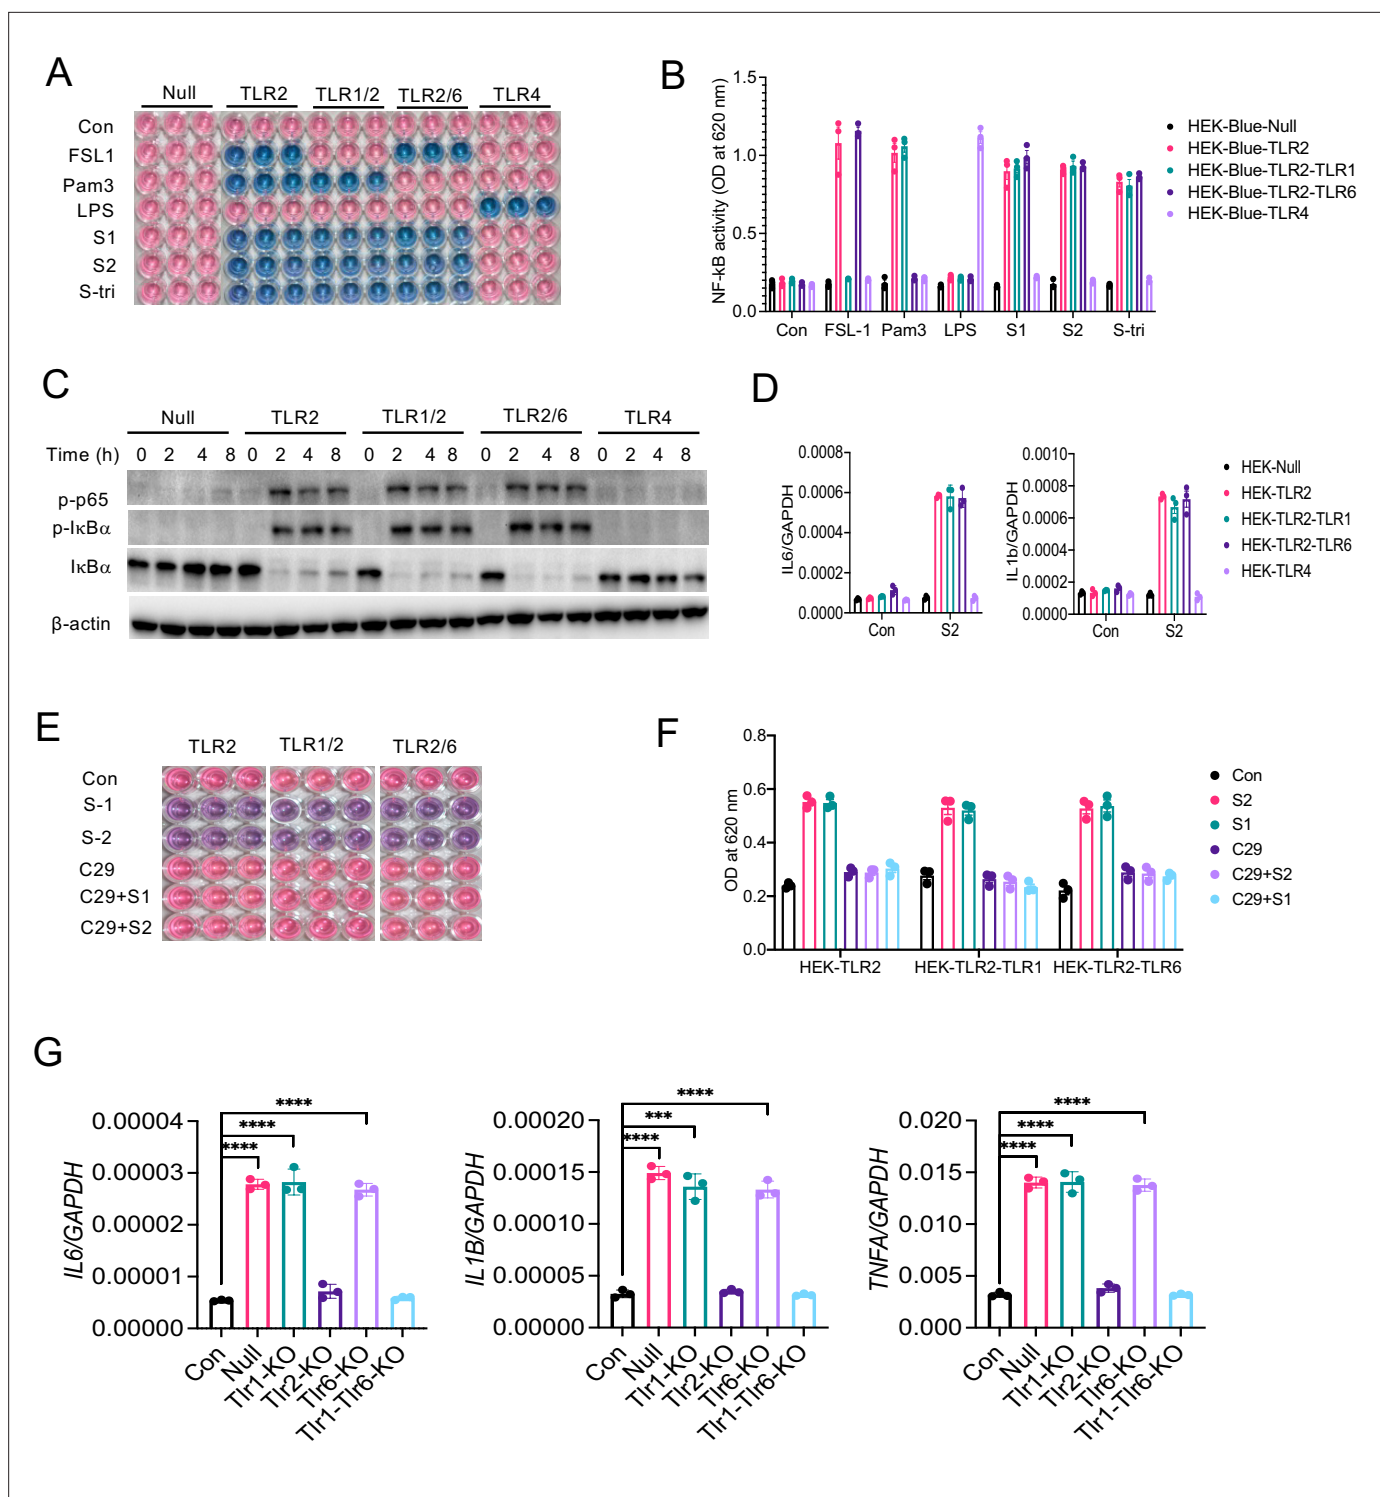 A
Null TLR2 TLR1/2 TLR2/6 TLR4
Con
FSL1
Pam3
LPS
S1
S2
S-tri
B
NF-kB activity (OD at 620 nm)
1.5
1.0
0.5
0.0
Con FSL-1 Pam3 LPS S1 S2 S-tri
HEK-Blue-Null
HEK-Blue-TLR2
HEK-Blue-TLR2-TLR1
HEK-Blue-TLR2-TLR6
HEK-Blue-TLR4
C
Null TLR2 TLR1/2 TLR2/6 TLR4
Time (h) 0 2 4 8 0 2 4 8 0 2 4 8 0 2 4 8 0 2 4 8
p-p65
p-IκBα
IκBα
β-actin
D
IL6/GAPDH
0.0008
0.0006
0.0004
0.0002
0.0000
Con S2
IL1b/GAPDH
0.0010
0.0008
0.0006
0.0004
0.0002
0.0000
Con S2
HEK-Null
HEK-TLR2
HEK-TLR2-TLR1
HEK-TLR2-TLR6
HEK-TLR4
E
TLR2 TLR1/2 TLR2/6
Con
S-1
S-2
C29
C29+S1
C29+S2
F
OD at 620 nm
0.8
0.6
0.4
0.2
0.0
HEK-TLR2 HEK-TLR2-TLR1 HEK-TLR2-TLR6
Con
S2
S1
C29
C29+S2
C29+S1
G
IL6/GAPDH
0.00004
0.00003
0.00002
0.00001
0.00000
****
****
****
Con Null Tlr1-KO Tlr2-KO Tlr6-KO Tlr1-Tlr6-KO
IL1B/GAPDH
0.00020
0.00015
0.00010
0.00005
0.00000
****
***
****
Con Null Tlr1-KO Tlr2-KO Tlr6-KO Tlr1-Tlr6-KO
TNFA/GAPDH
0.020
0.015
0.010
0.005
0.000
****
****
****
Con Null Tlr1-KO Tlr2-KO Tlr6-KO Tlr1-Tlr6-KO